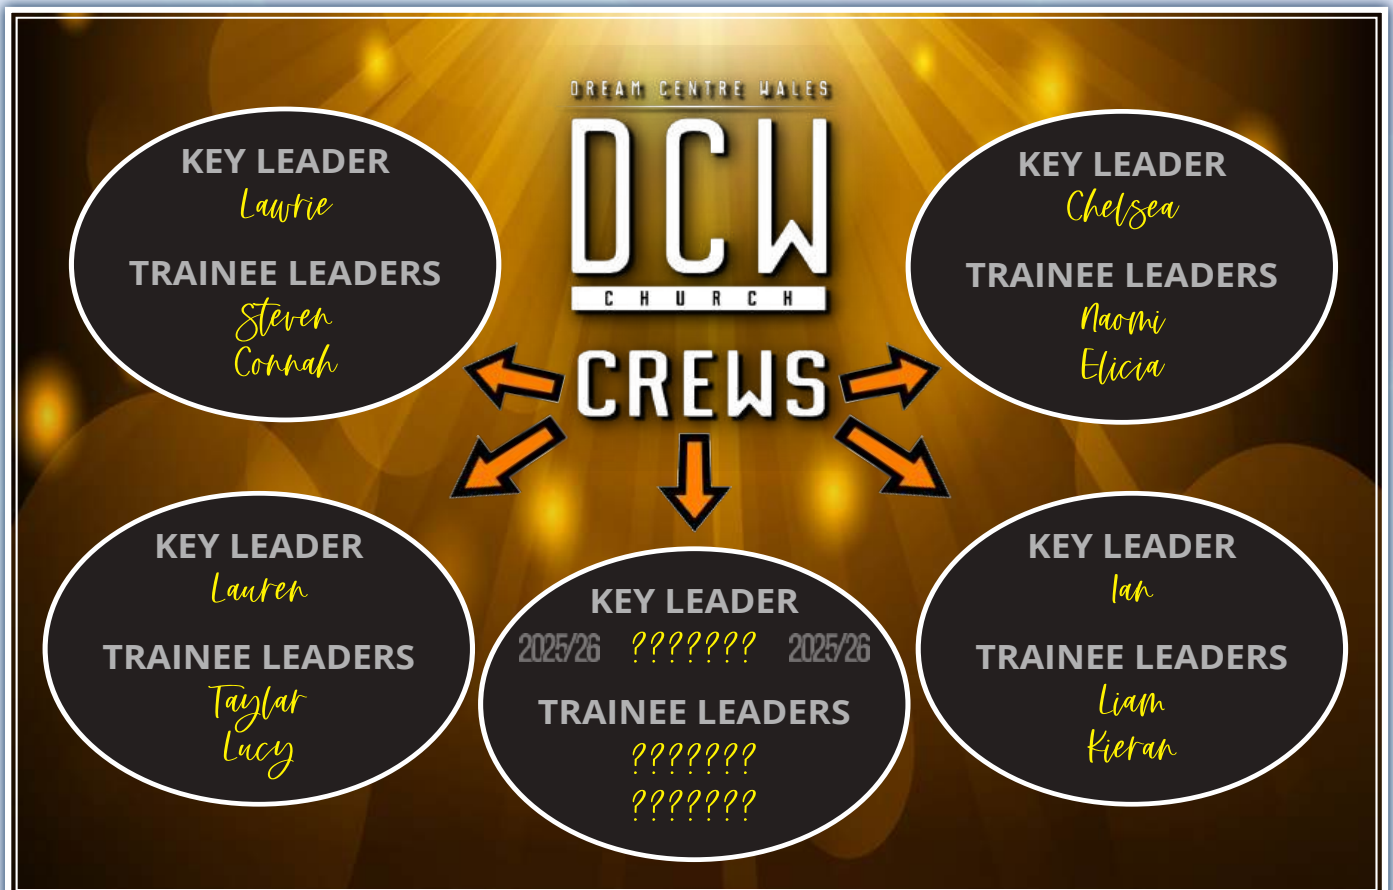 DREAM CENTRE WALES
DCW
CHURCH
CREWS
KEY LEADER
Lawrie
TRAINEE LEADERS
Steven
Connah
KEY LEADER
Chelsea
TRAINEE LEADERS
Naomi
Elicia
KEY LEADER
Lauren
TRAINEE LEADERS
Taylar
Lucy
KEY LEADER
2025/26 ??????? 2025/26
TRAINEE LEADERS
???????
???????
KEY LEADER
Ian
TRAINEE LEADERS
Liam
Kieran